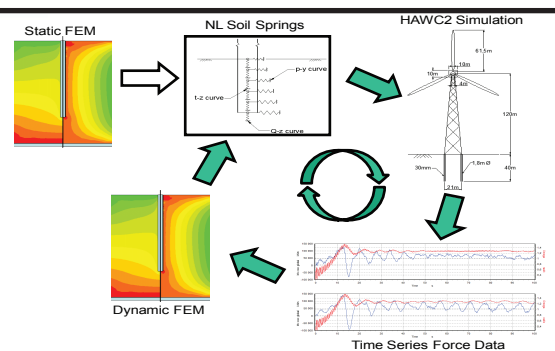 Static FEM
NL Soil Springs
HAWC2 Simulation
p-y curve
t-z curve
Q-z curve
61,5m
19m
10m
4m
120m
30mm
1.8m Ø
40m
21m
Dynamic FEM
Time Series Force Data